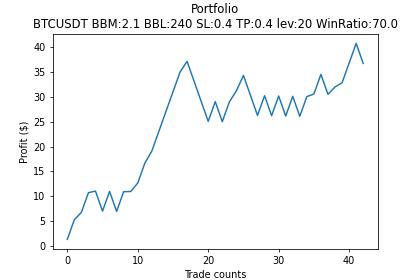 Portfolio
BTCUSDT BBM:2.1 BBL:240 SL:0.4 TP:0.4 lev:20 WinRatio:70.0
40
35
30
25
20
15
10
5
0
Profit ($)
0 10 20 30 40
Trade counts